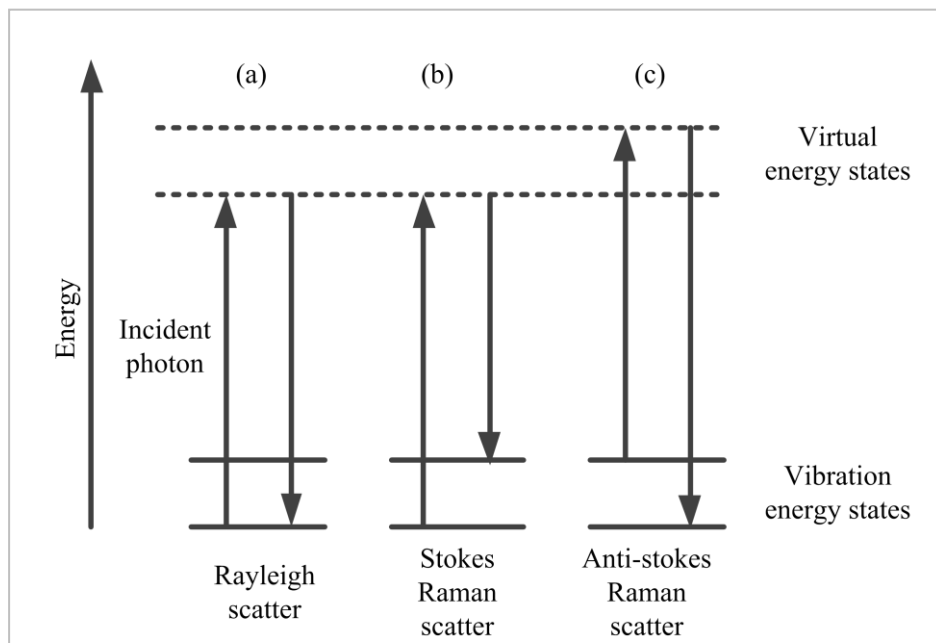 (a)
(b)
(c)
Virtual
energy states
Energy
Incident
photon
Vibration
energy states
Rayleigh
scatter
Stokes
Raman
scatter
Anti-stokes
Raman
scatter